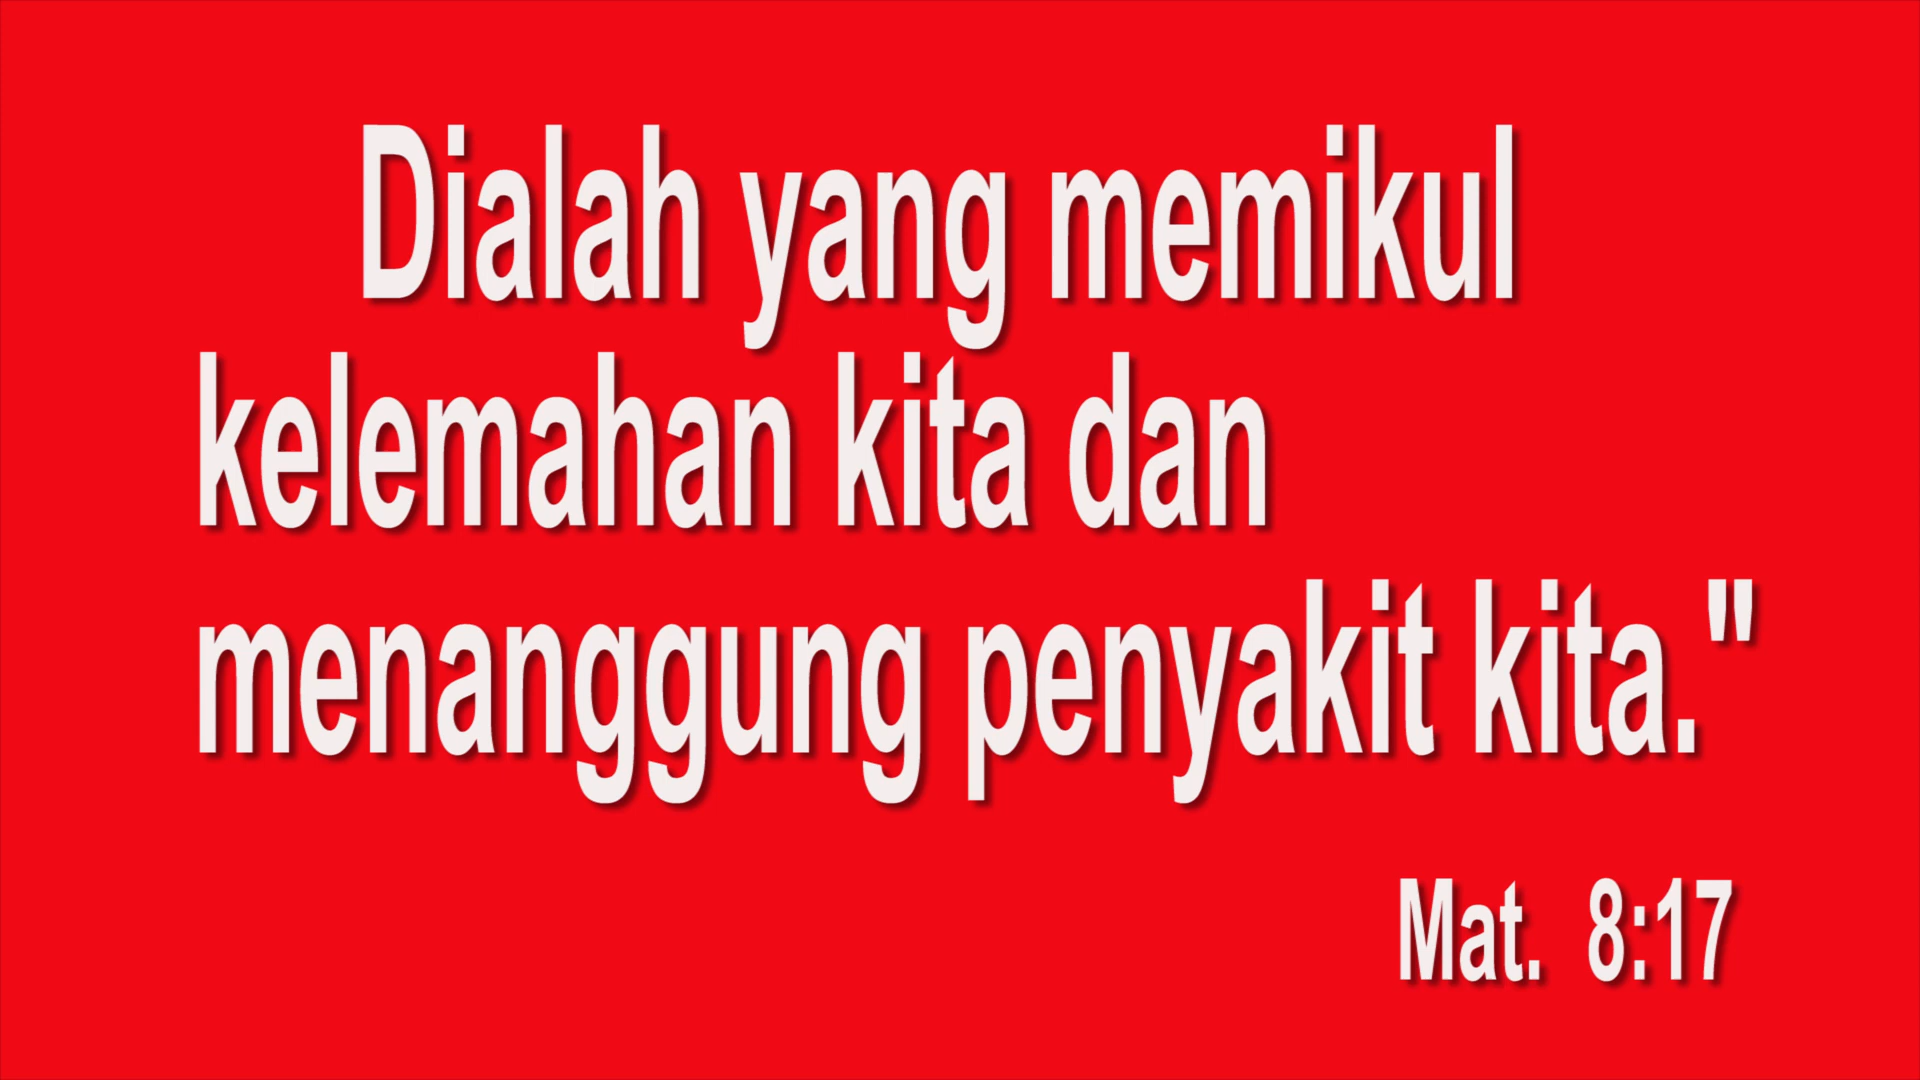 Dialah yang memikul
kelemahan kita dan
menanggung penyakit kita."
Mat. 8:17